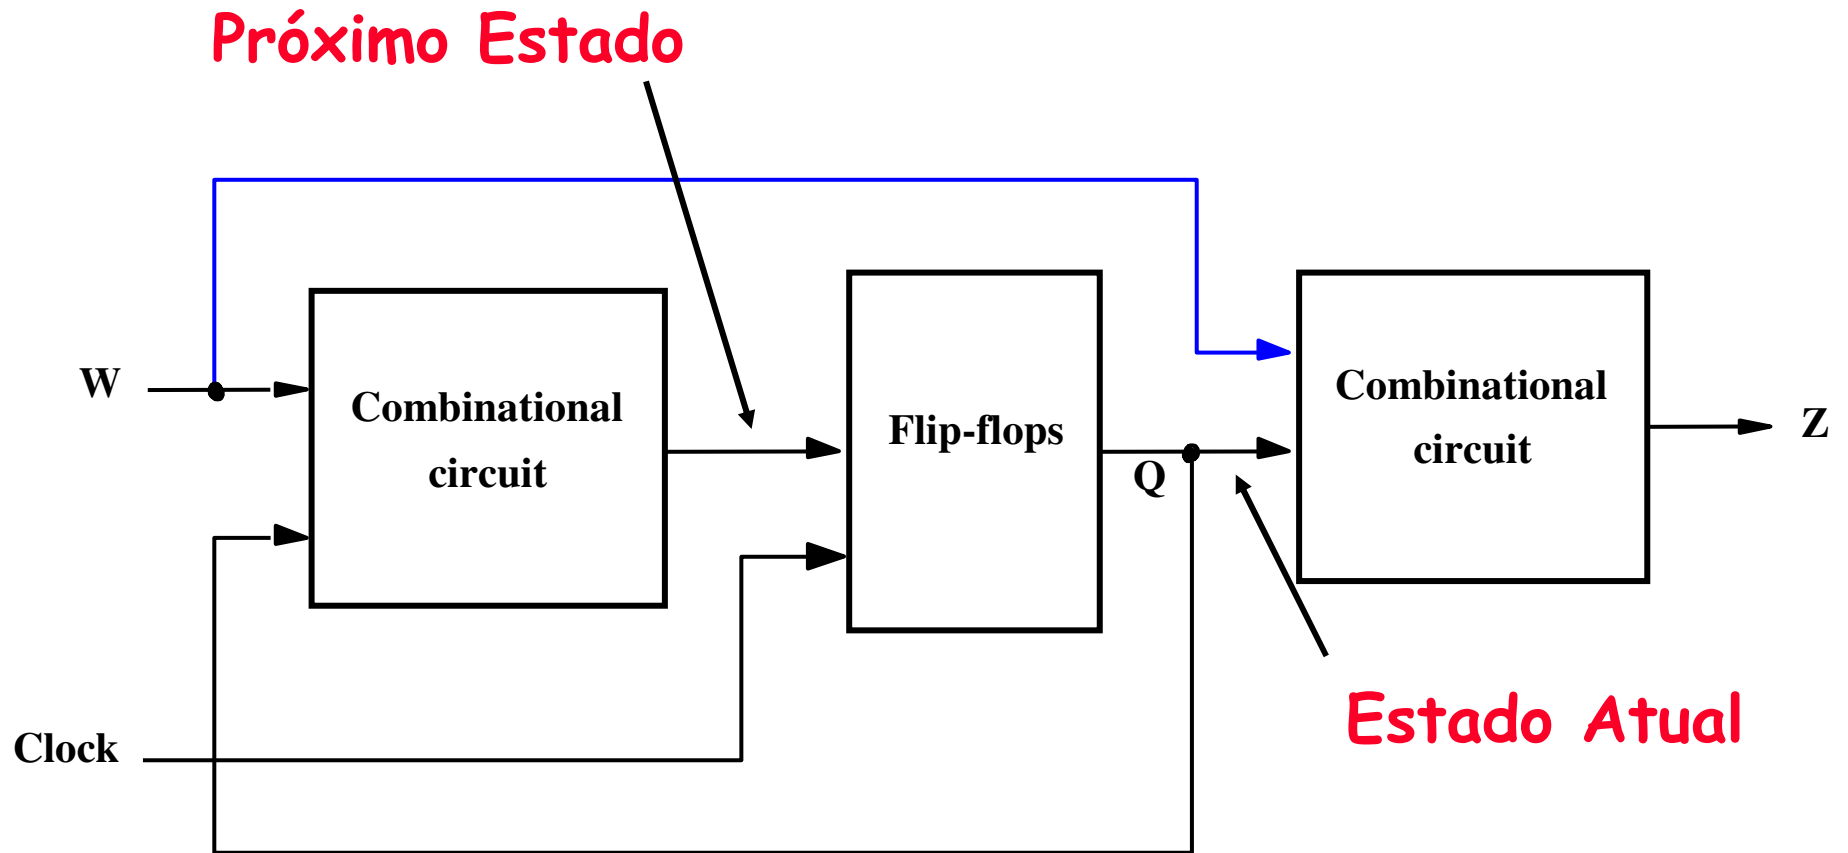 Próximo Estado
W
Combinational
circuit
Flip-flops
Q
Combinational
circuit
Z
Estado Atual
Clock